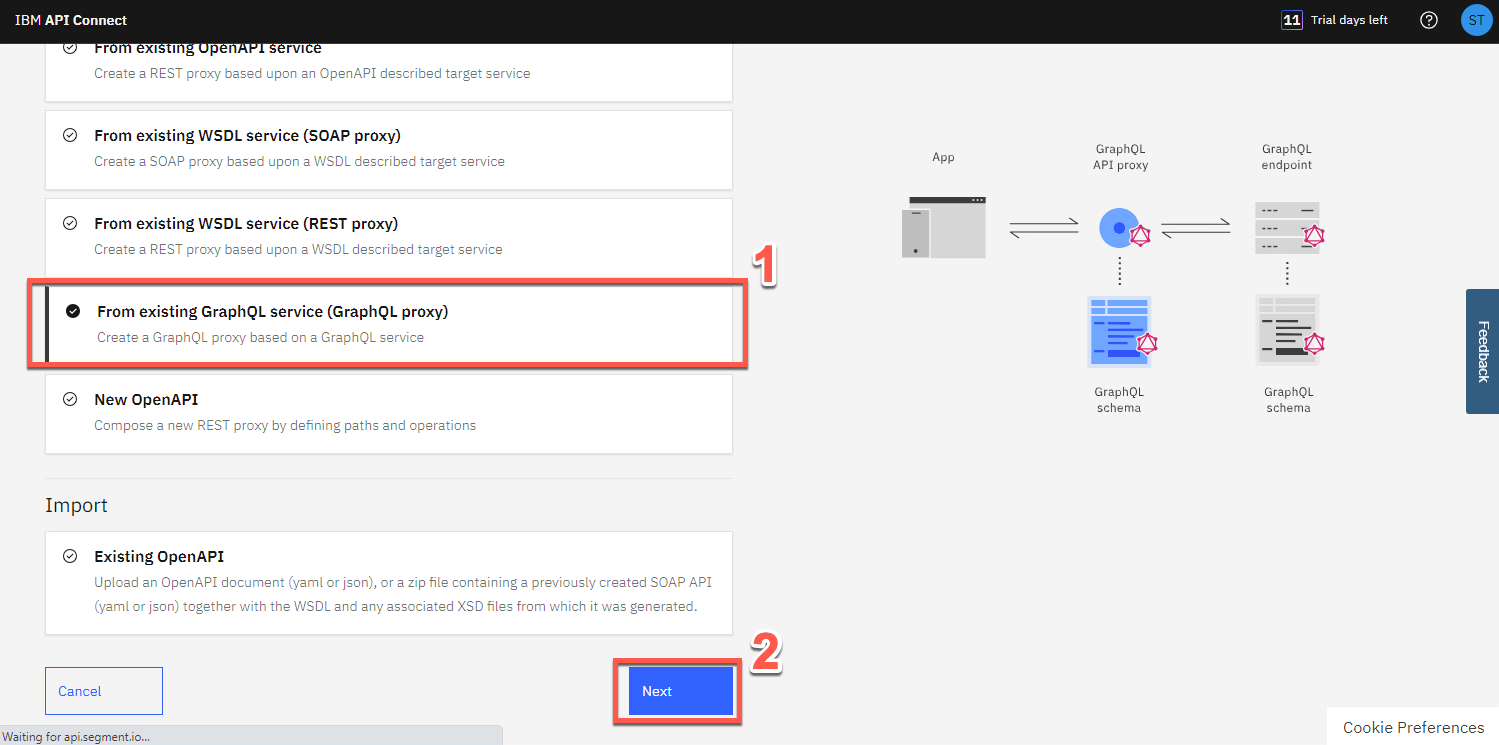 IBM API Connect
11 Trial days left
ST
From existing OpenAPI service
Create a REST proxy based upon an OpenAPI described target service
From existing WSDL service (SOAP proxy)
Create a SOAP proxy based upon a WSDL described target service
From existing WSDL service (REST proxy)
Create a REST proxy based upon a WSDL described target service
1
From existing GraphQL service (GraphQL proxy)
Create a GraphQL proxy based on a GraphQL service
New OpenAPI
Compose a new REST proxy by defining paths and operations
Import
Existing OpenAPI
Upload an OpenAPI document (yaml or json), or a zip file containing a previously created SOAP API
(yaml or json) together with the WSDL and any associated XSD files from which it was generated.
2
Cancel
Next
Waiting for api.segment.io...
App
GraphQL
API proxy
GraphQL
endpoint
GraphQL
schema
GraphQL
schema
Feedback
Cookie Preferences